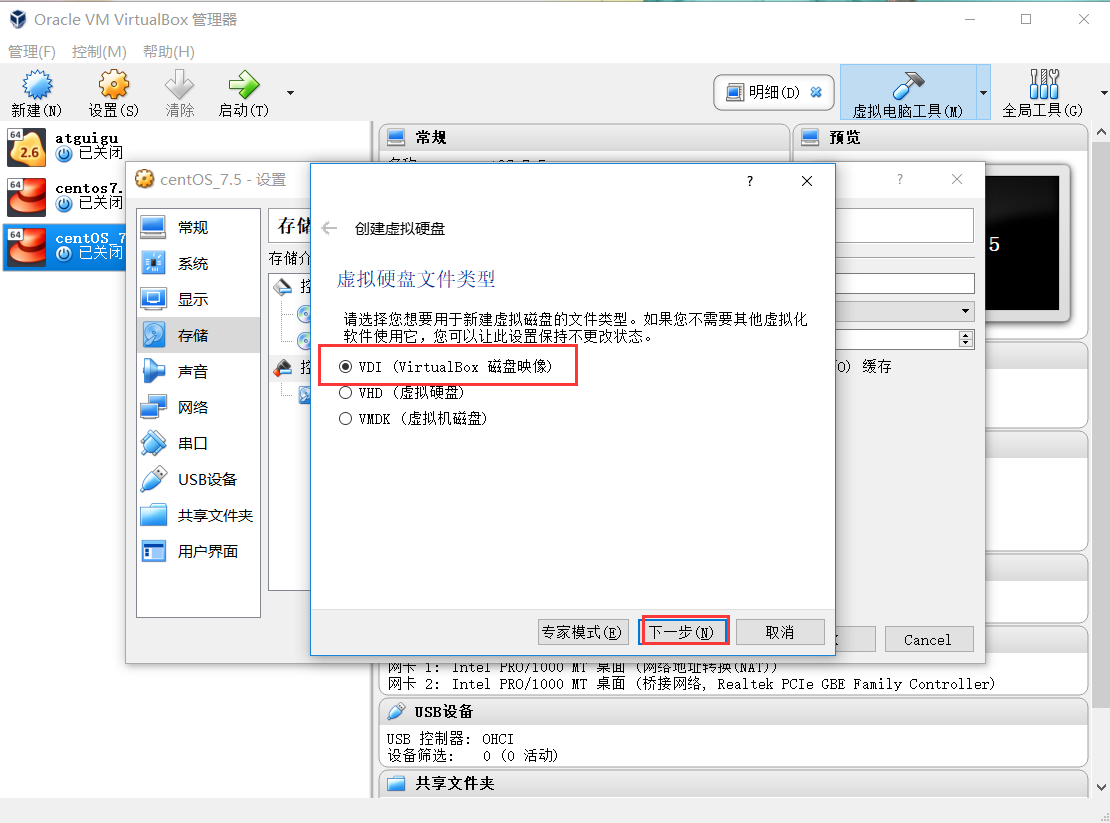 Oracle VM VirtualBox 管理器
管理(F) 控制(M) 帮助(H)
新建(N) 设置(S) 清除 启动(T) 明细(D) 虚拟电脑工具(M) 全局工具(G)
64 2.6 atguigu
已关闭
64 centos7.
已关闭
64 centOS_7
已关闭
常规
预览
5
centOS_7.5 - 设置
?
常规
系统
显示
存储
声音
网络
串口
USB设备
共享文件夹
用户界面
存储
存储介
控
控
缓存
Cancel
?
创建虚拟硬盘
虚拟硬盘文件类型
请选择您想要用于新建虚拟磁盘的文件类型。如果您不需要其他虚拟化
软件使用它，您可以让此设置保持不更改状态。
VDI (VirtualBox 磁盘映像)
VHD (虚拟硬盘)
VMDK (虚拟机磁盘)
专家模式(E) 下一步(N) 取消
网卡 1: Intel PRO/1000 MT 桌面 (网络地址转换(NAT))
网卡 2: Intel PRO/1000 MT 桌面 (桥接网络, Realtek PCIe GBE Family Controller)
USB设备
USB 控制器: OHCI
设备筛选: 0 (0 活动)
共享文件夹